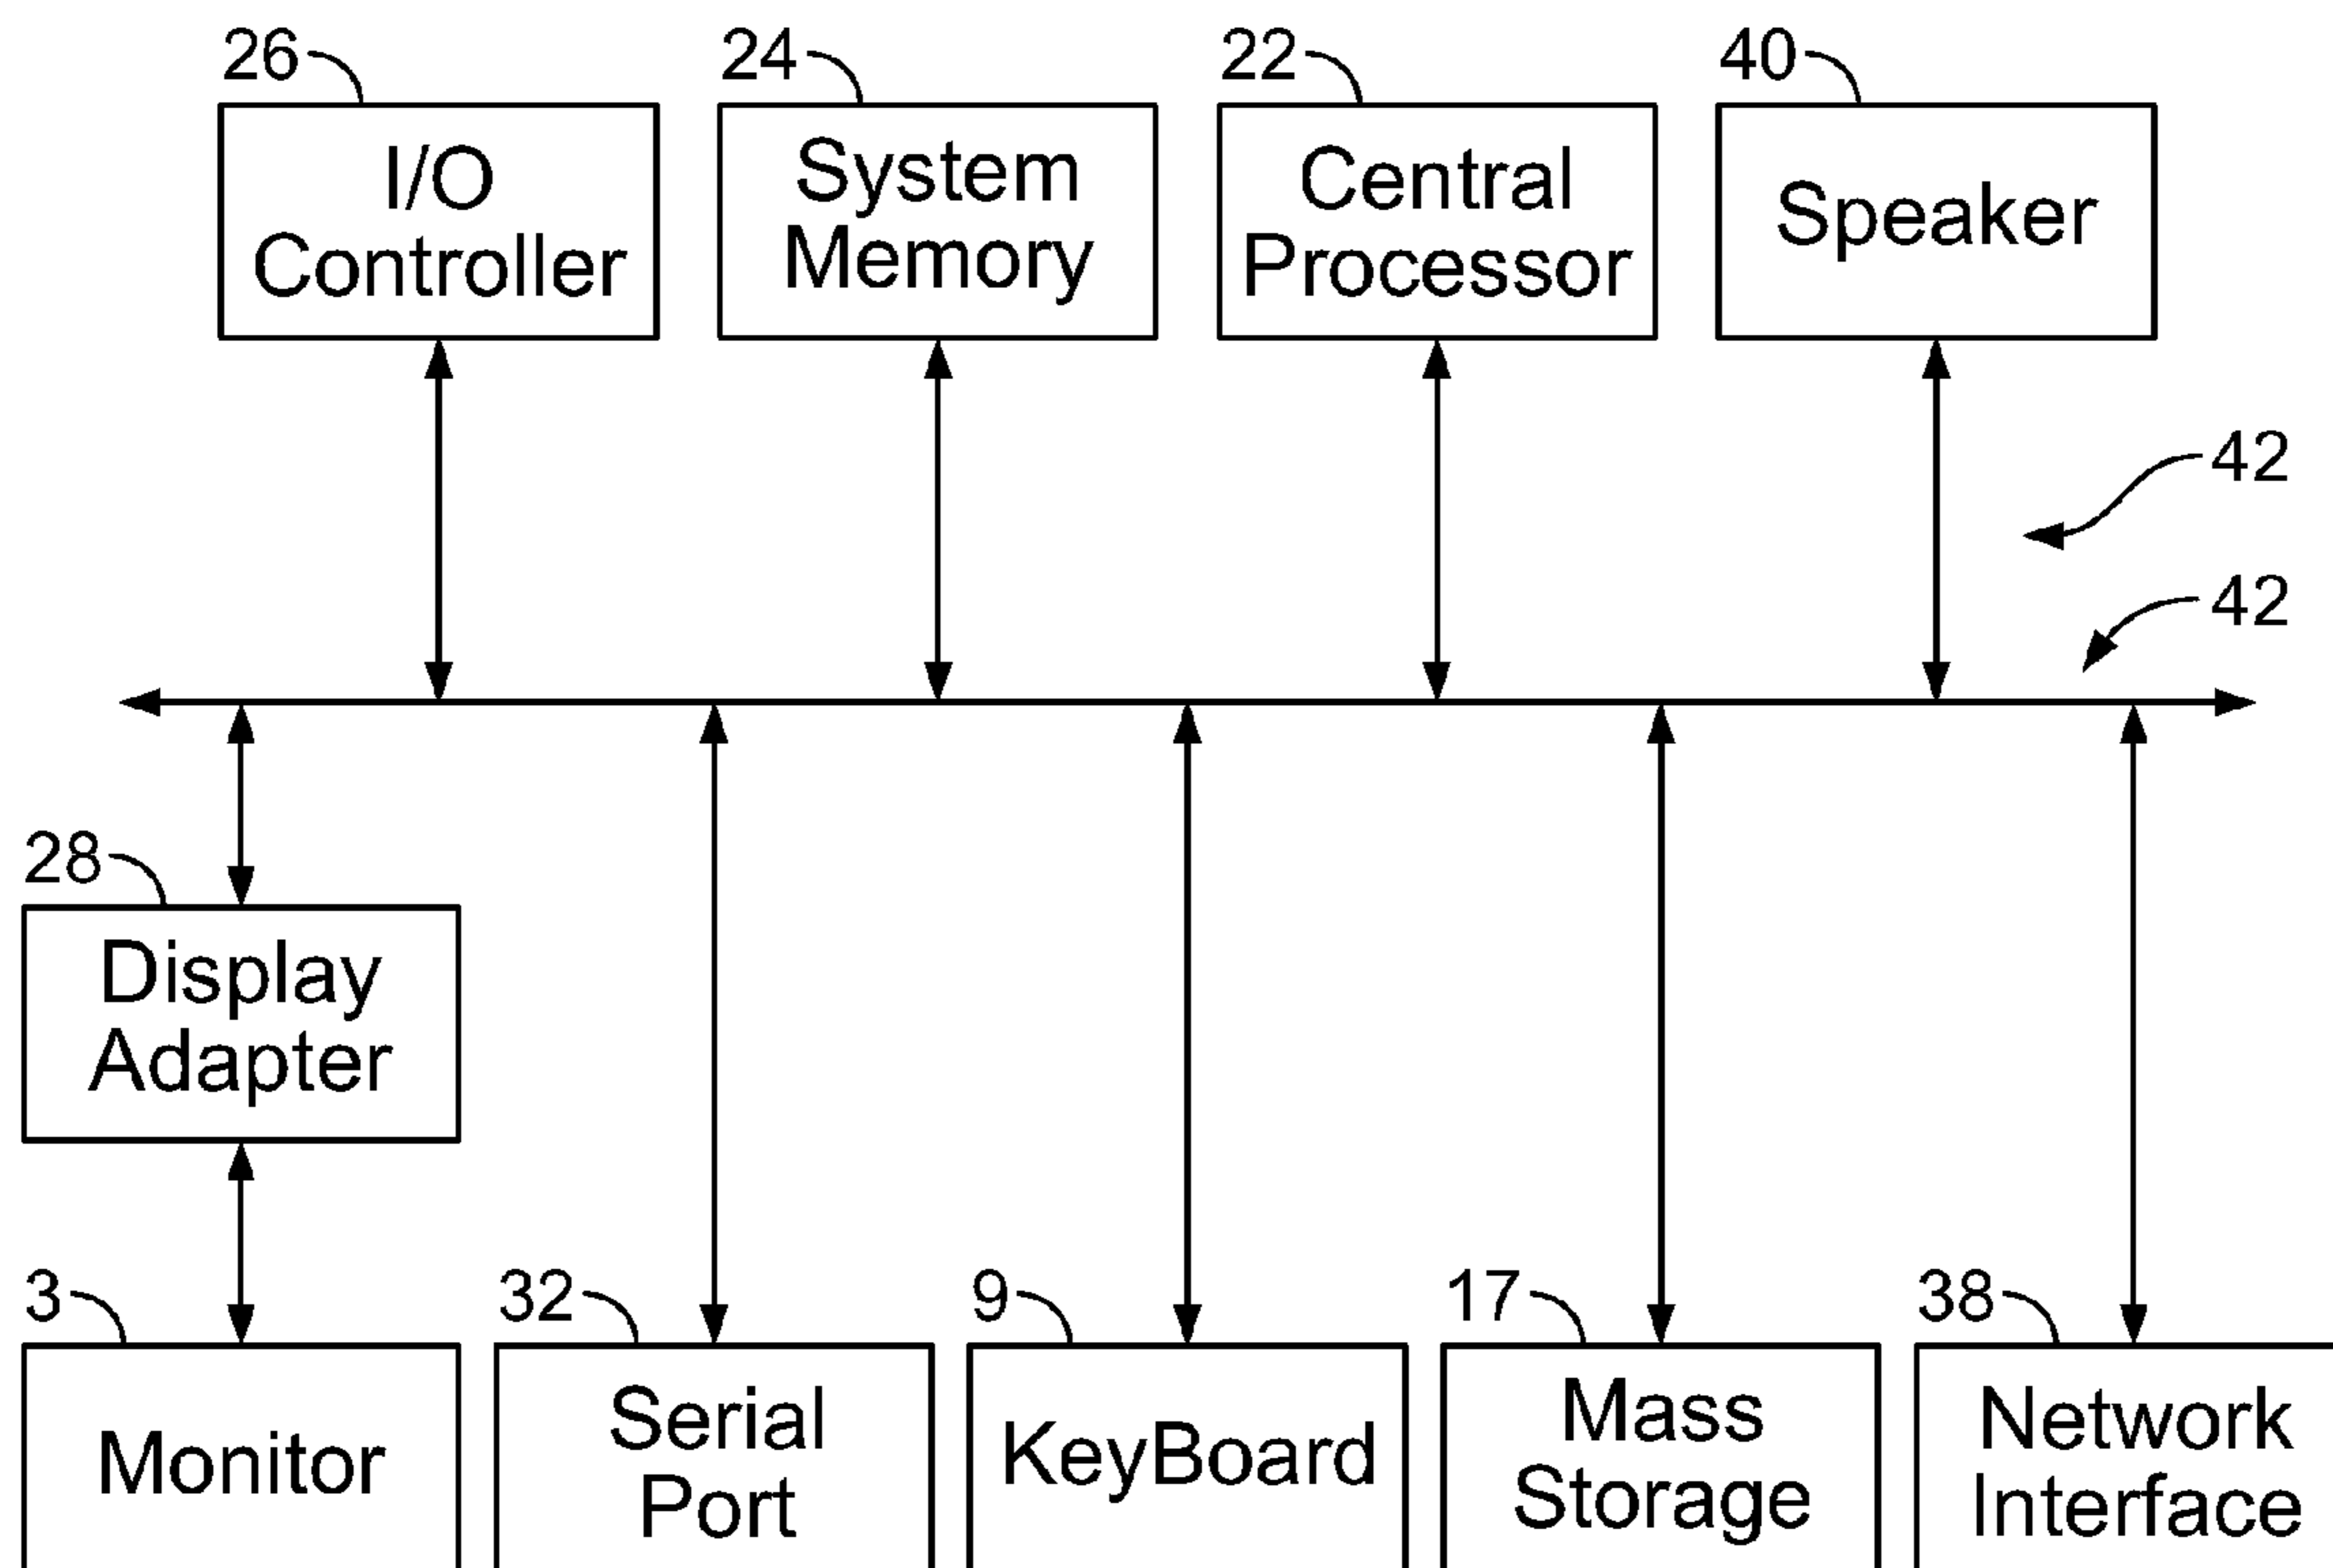 26
24
22
40
I/O
Controller
System
Memory
Central
Processor
Speaker
42
42
28
Display
Adapter
3
32
9
17
38
Monitor
Serial
Port
KeyBoard
Mass
Storage
Network
Interface